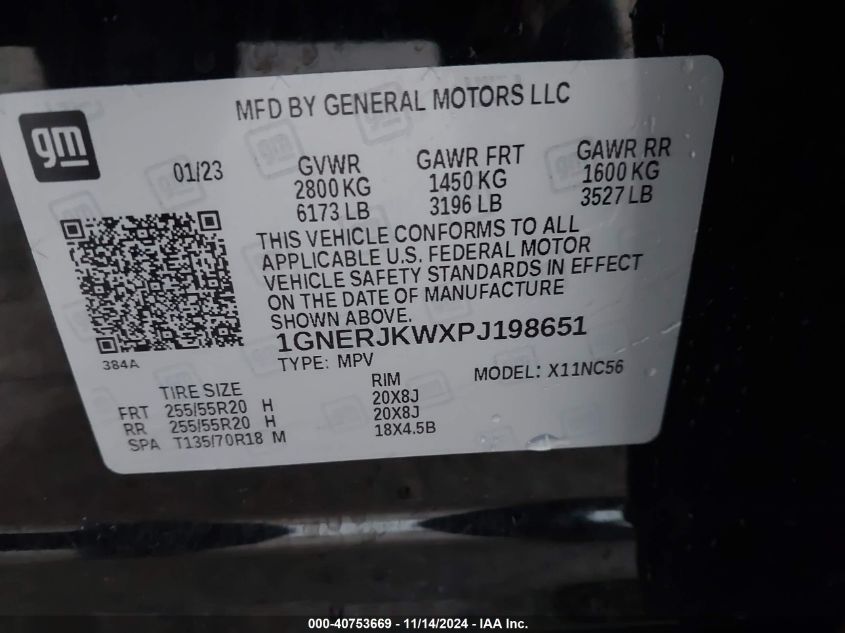 MFD BY GENERAL MOTORS LLC
gm
01/23 GVWR GAWR FRT GAWR RR
2800 KG 1450 KG 1600 KG
6173 LB 3196 LB 3527 LB
THIS VEHICLE CONFORMS TO ALL
APPLICABLE U.S. FEDERAL MOTOR
VEHICLE SAFETY STANDARDS IN EFFECT
ON THE DATE OF MANUFACTURE
SHOWN ABOVE.
1GNERJKWXPJ198651
384A
TYPE: MPV MODEL: X11NC56
TIRE SIZE RIM
FRT 255/55R20 H 20X8J
RR 255/55R20 H 20X8J
SPA T135/70R18 M 18X4.5B
000-40753669 - 11/14/2024 - IAA Inc.